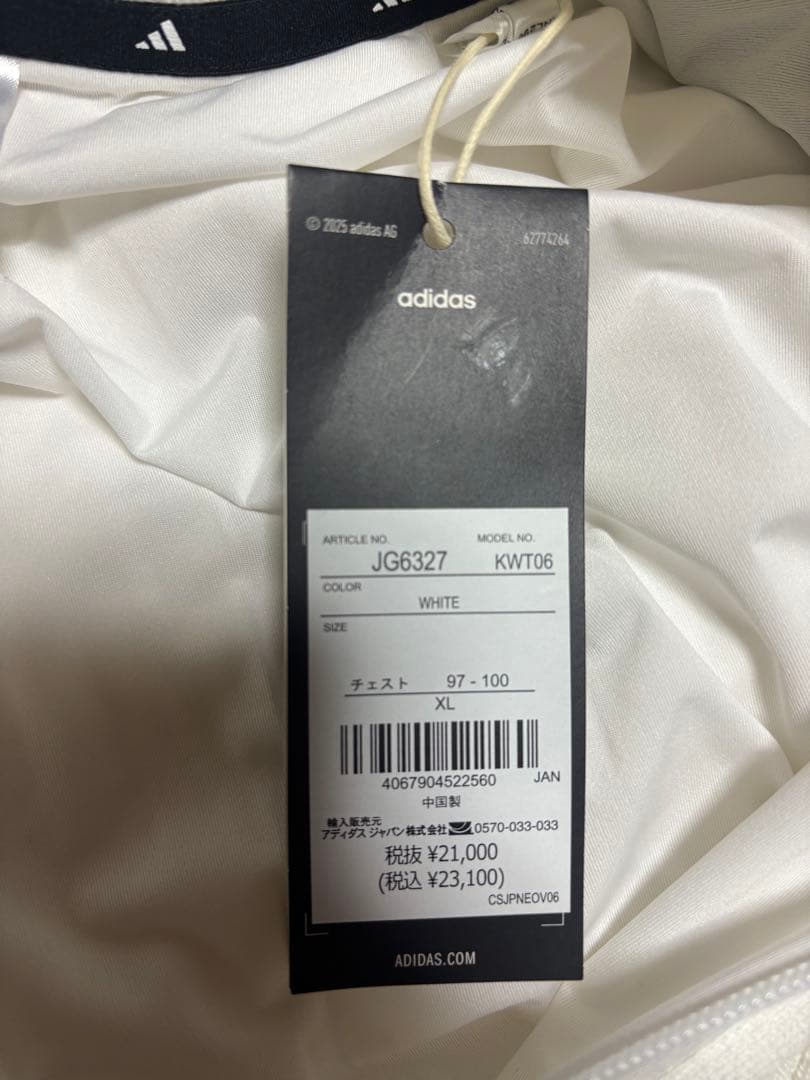 © 2025 adidas AG
62774264
adidas
ARTICLE NO.
MODEL NO.
JG6327
KWT06
COLOR
WHITE
SIZE
チェスト 97 - 100
XL
4067904522560 JAN
中国製
輸入販売元
アディダス ジャパン株式会社 0570-033-033
税抜 ¥21,000
(税込 ¥23,100)
CSJPNEOV06
ADIDAS.COM